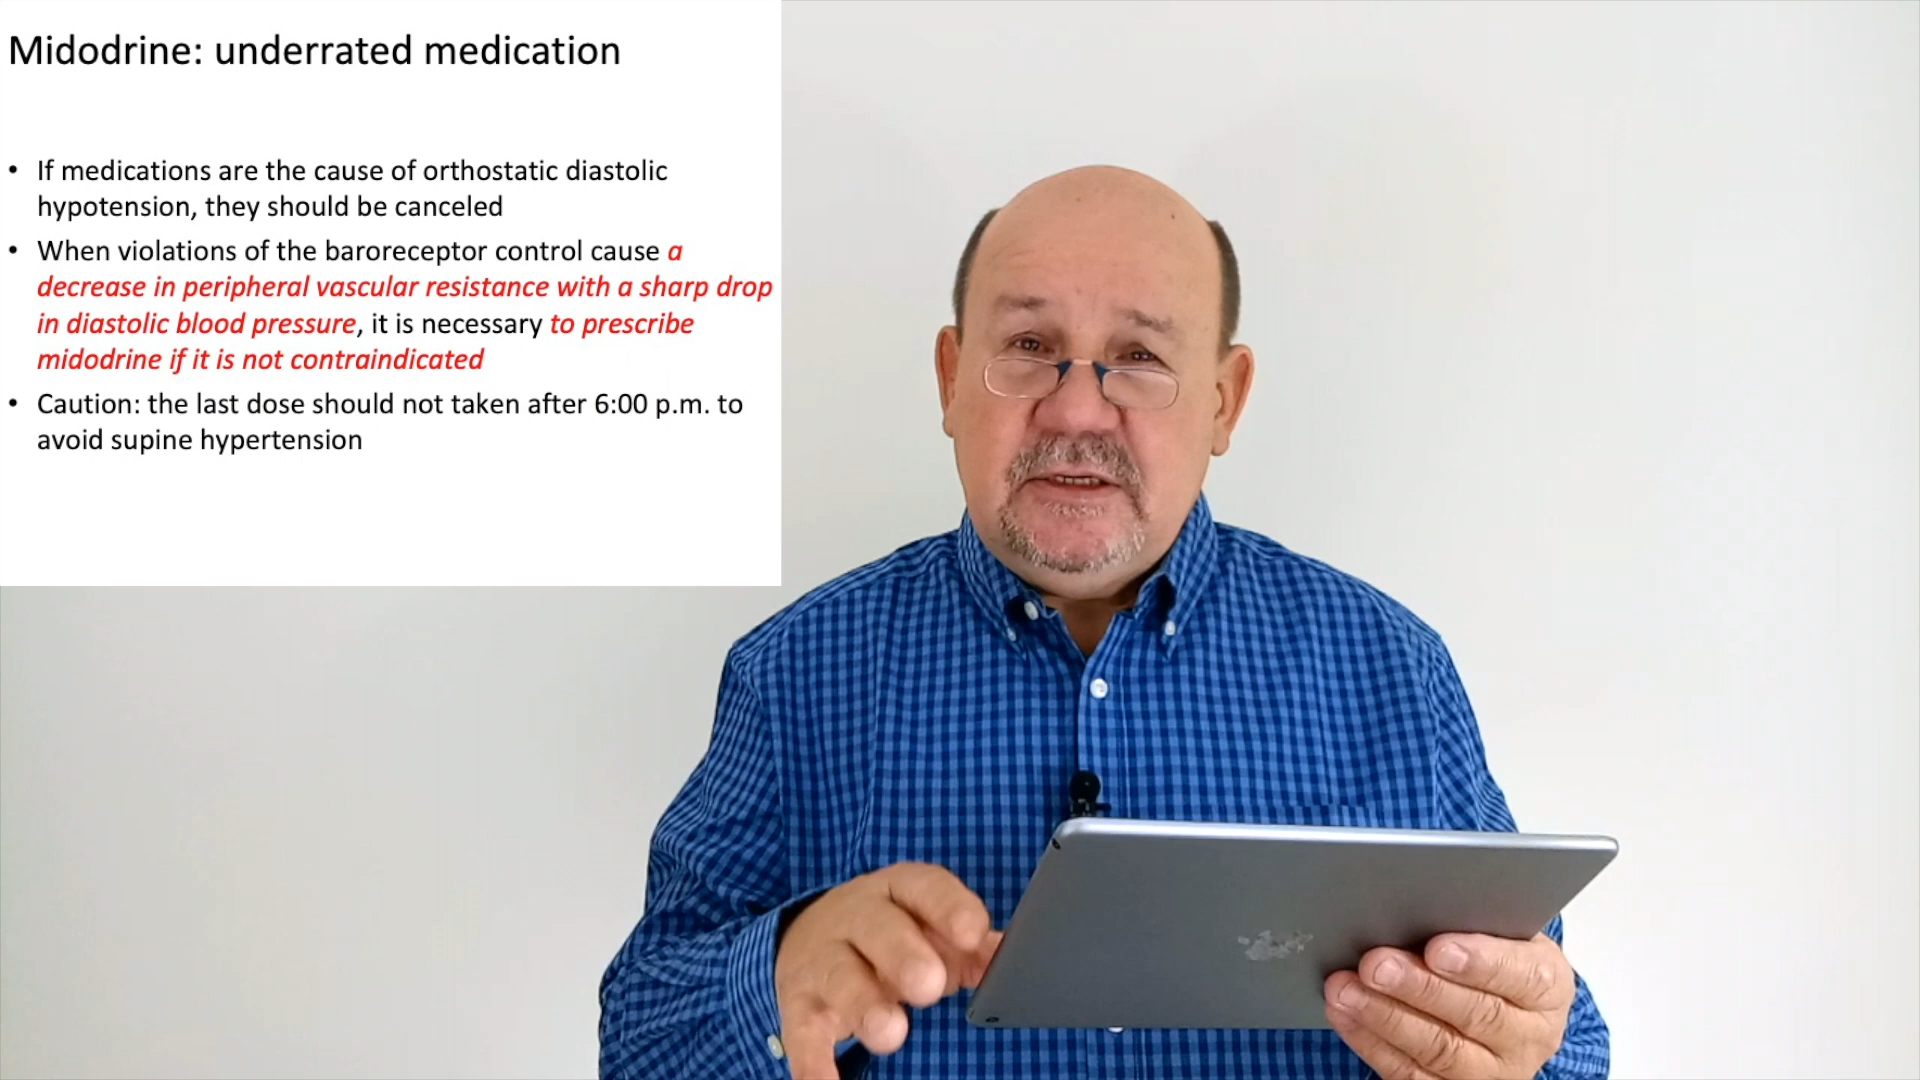 Midodrine: underrated medication
• If medications are the cause of orthostatic diastolic
hypotension, they should be canceled
• When violations of the baroreceptor control cause a
decrease in peripheral vascular resistance with a sharp drop
in diastolic blood pressure, it is necessary to prescribe
midodrine if it is not contraindicated
• Caution: the last dose should not taken after 6:00 p.m. to
avoid supine hypertension